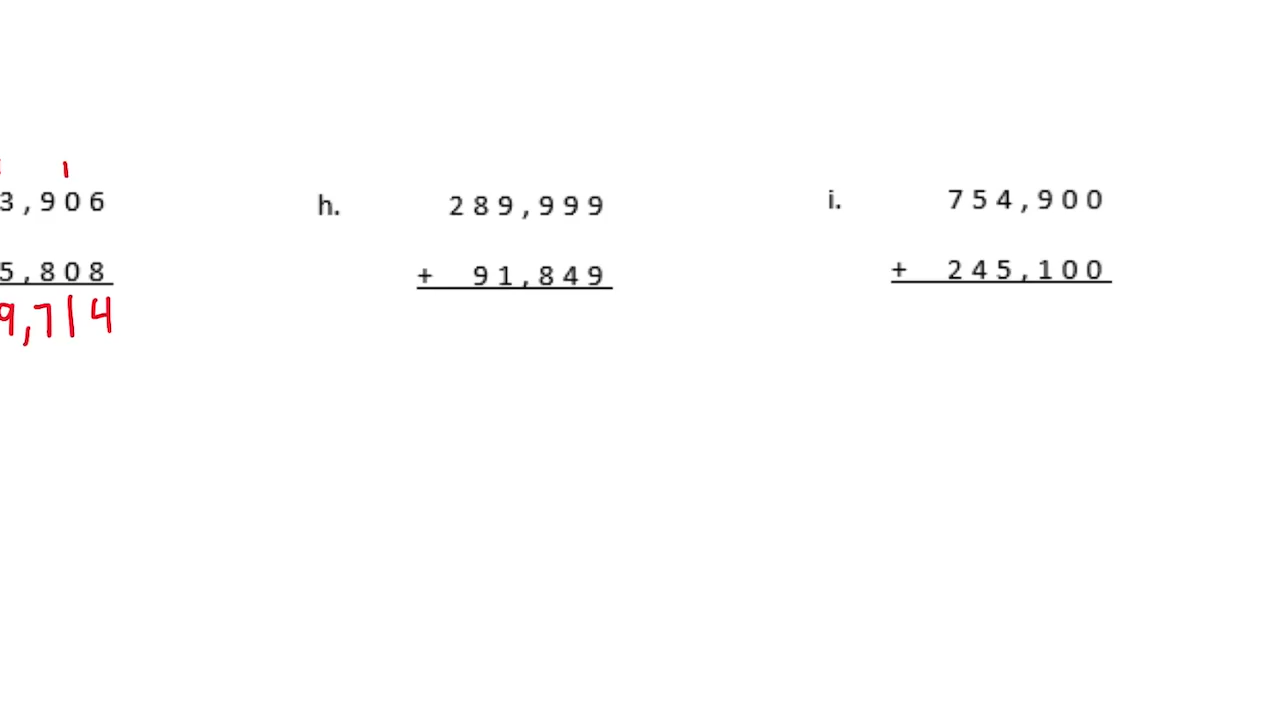 3,906
5,808
9,714
h. 289,999
+ 91,849
i. 754,900
+ 245,100